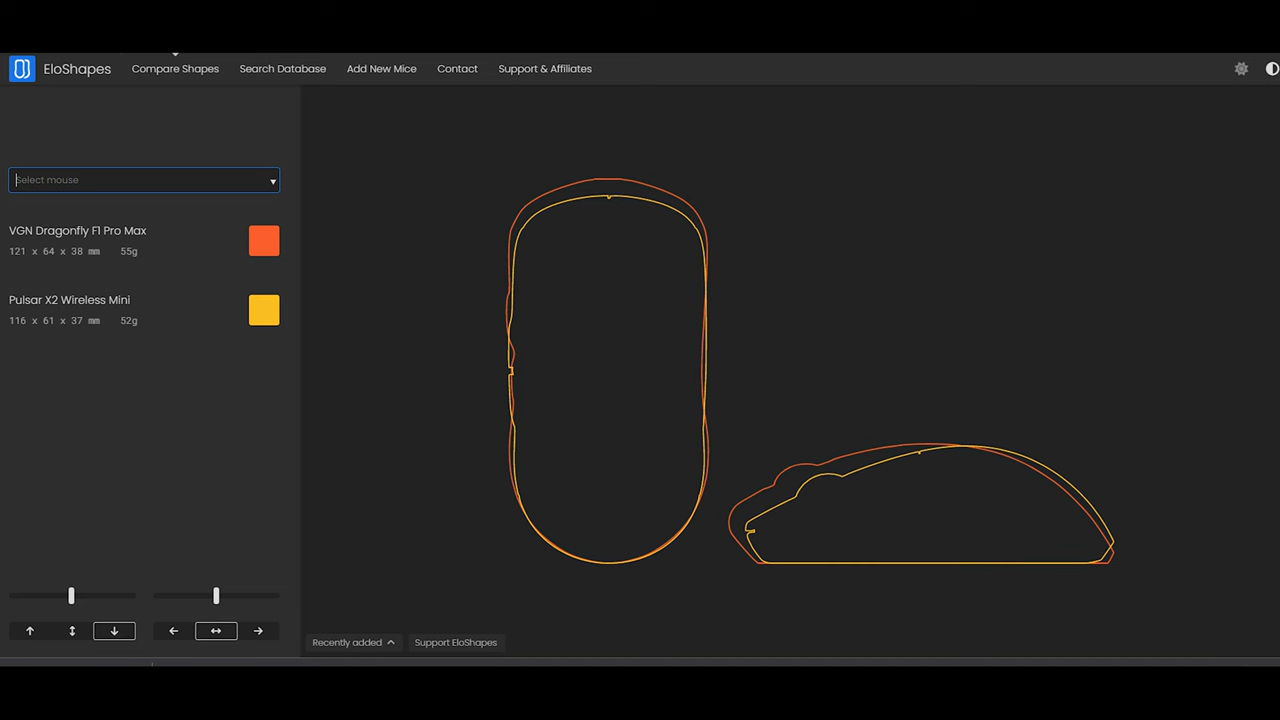 EloShapes
Compare Shapes
Search Database
Add New Mice
Contact
Support & Affiliates
Select mouse
VGN Dragonfly F1 Pro Max
121 x 64 x 38 mm 55g
Pulsar X2 Wireless Mini
116 x 61 x 37 mm 52g
Recently added
Support EloShapes